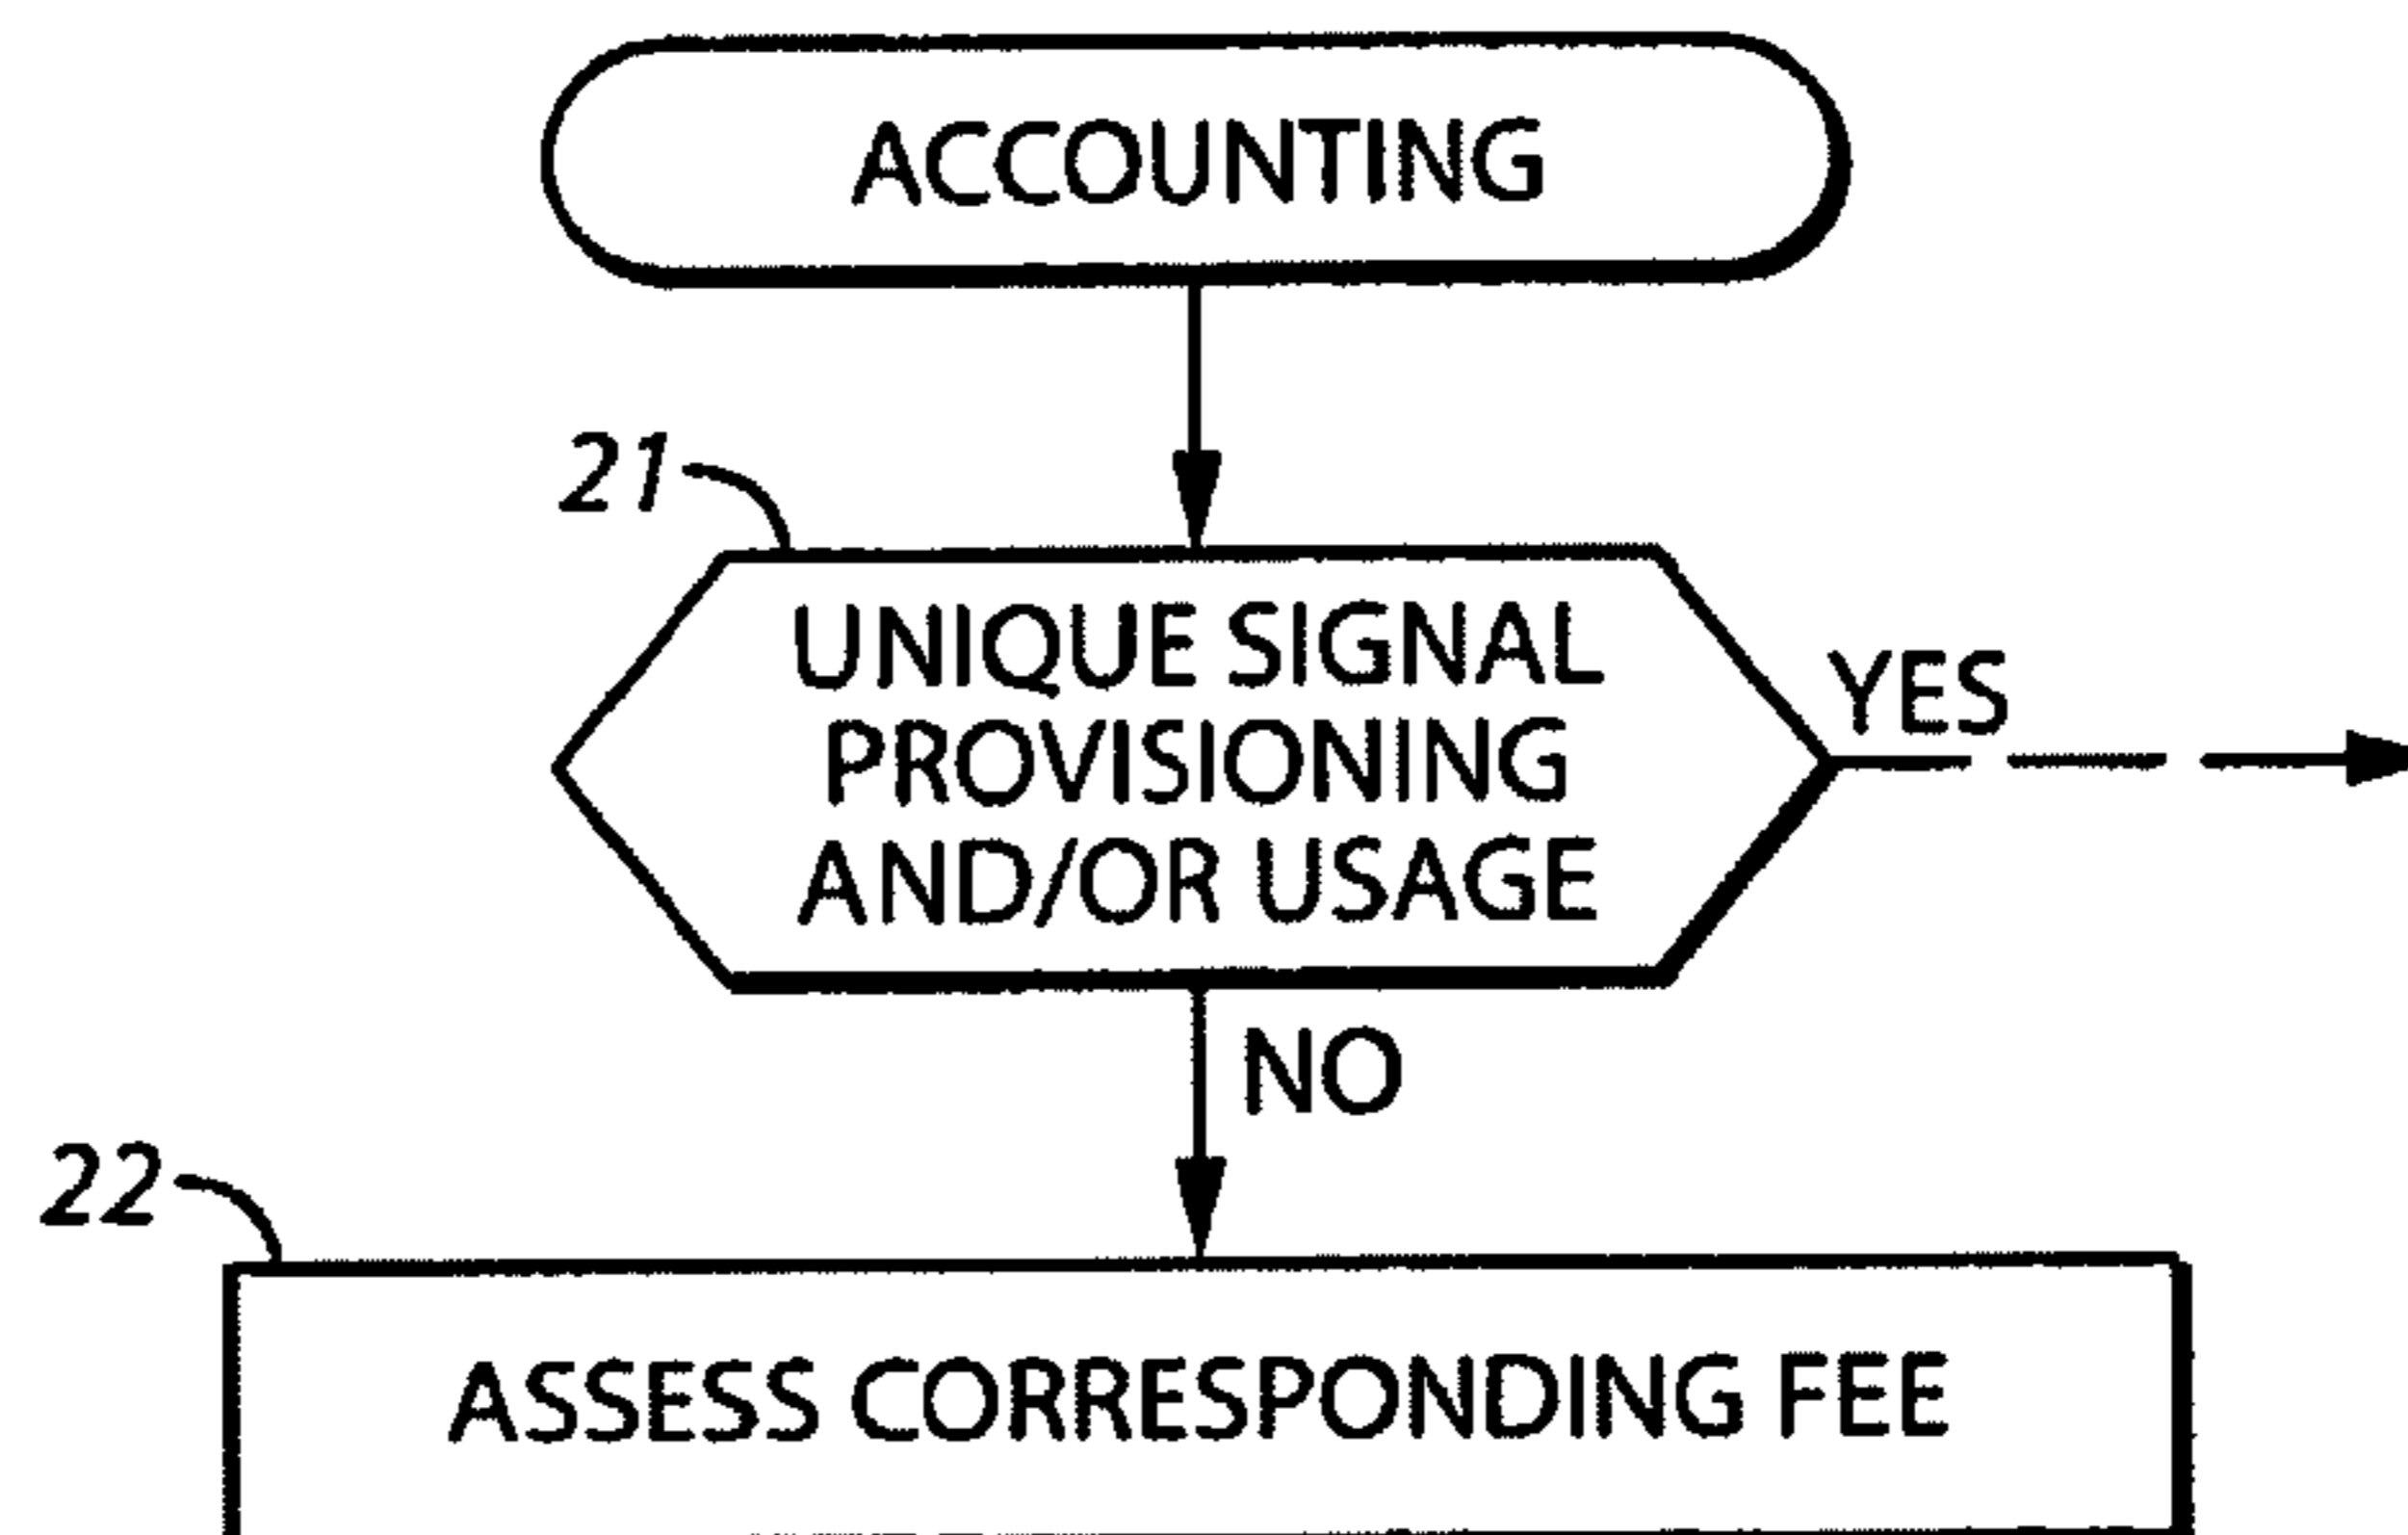 ACCOUNTING
21
UNIQUE SIGNAL
PROVISIONING
AND/OR USAGE
YES
NO
22
ASSESS CORRESPONDING FEE